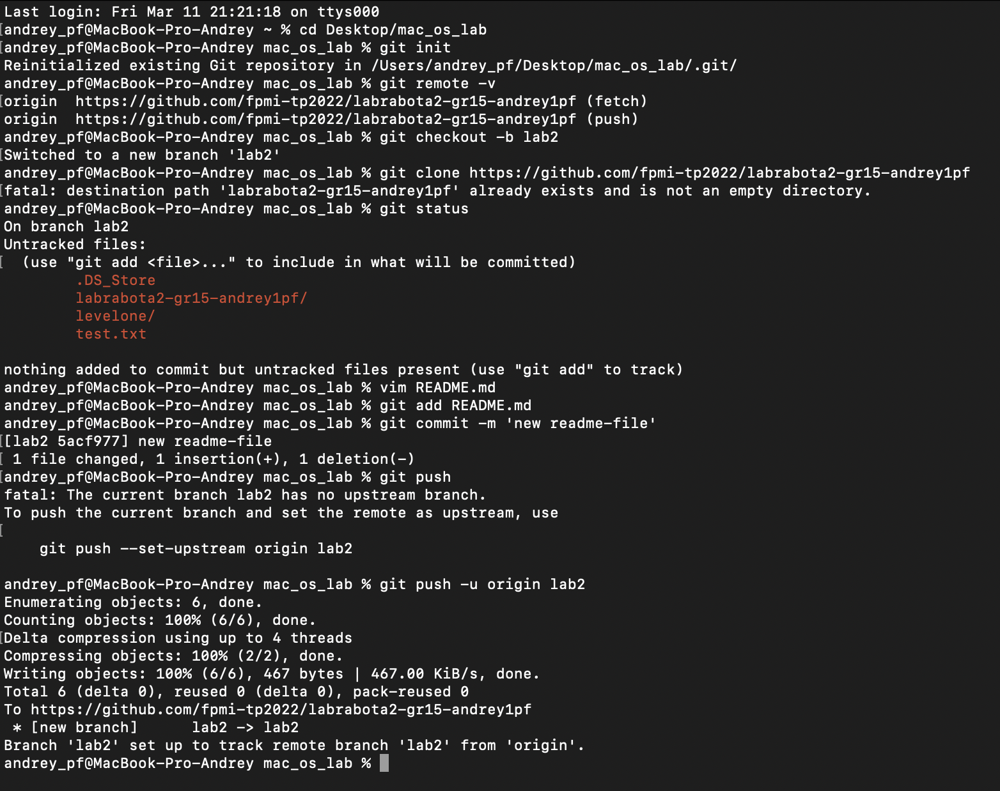 Last login: Fri Mar 11 21:21:18 on ttys000
[andrey_pf@MacBook-Pro-Andrey ~ % cd Desktop/mac_os_lab
[andrey_pf@MacBook-Pro-Andrey mac_os_lab % git init
Reinitialized existing Git repository in /Users/andrey_pf/Desktop/mac_os_lab/.git/
andrey_pf@MacBook-Pro-Andrey mac_os_lab % git remote -v
[origin  https://github.com/fpmi-tp2022/labrabota2-gr15-andrey1pf (fetch)
origin  https://github.com/fpmi-tp2022/labrabota2-gr15-andrey1pf (push)
andrey_pf@MacBook-Pro-Andrey mac_os_lab % git checkout -b lab2
[Switched to a new branch 'lab2'
andrey_pf@MacBook-Pro-Andrey mac_os_lab % git clone https://github.com/fpmi-tp2022/labrabota2-gr15-andrey1pf
[fatal: destination path 'labrabota2-gr15-andrey1pf' already exists and is not an empty directory.
andrey_pf@MacBook-Pro-Andrey mac_os_lab % git status
On branch lab2
Untracked files:
[  (use "git add <file>..." to include in what will be committed)
        .DS_Store
        labrabota2-gr15-andrey1pf/
        levelone/
        test.txt

nothing added to commit but untracked files present (use "git add" to track)
andrey_pf@MacBook-Pro-Andrey mac_os_lab % vim README.md
andrey_pf@MacBook-Pro-Andrey mac_os_lab % git add README.md
andrey_pf@MacBook-Pro-Andrey mac_os_lab % git commit -m 'new readme-file'
[[lab2 5acf977] new readme-file
[ 1 file changed, 1 insertion(+), 1 deletion(-)
[andrey_pf@MacBook-Pro-Andrey mac_os_lab % git push
fatal: The current branch lab2 has no upstream branch.
To push the current branch and set the remote as upstream, use
[
    git push --set-upstream origin lab2

andrey_pf@MacBook-Pro-Andrey mac_os_lab % git push -u origin lab2
Enumerating objects: 6, done.
Counting objects: 100% (6/6), done.
[Delta compression using up to 4 threads
Compressing objects: 100% (2/2), done.
Writing objects: 100% (6/6), 467 bytes | 467.00 KiB/s, done.
Total 6 (delta 0), reused 0 (delta 0), pack-reused 0
To https://github.com/fpmi-tp2022/labrabota2-gr15-andrey1pf
 * [new branch]      lab2 -> lab2
Branch 'lab2' set up to track remote branch 'lab2' from 'origin'.
andrey_pf@MacBook-Pro-Andrey mac_os_lab %